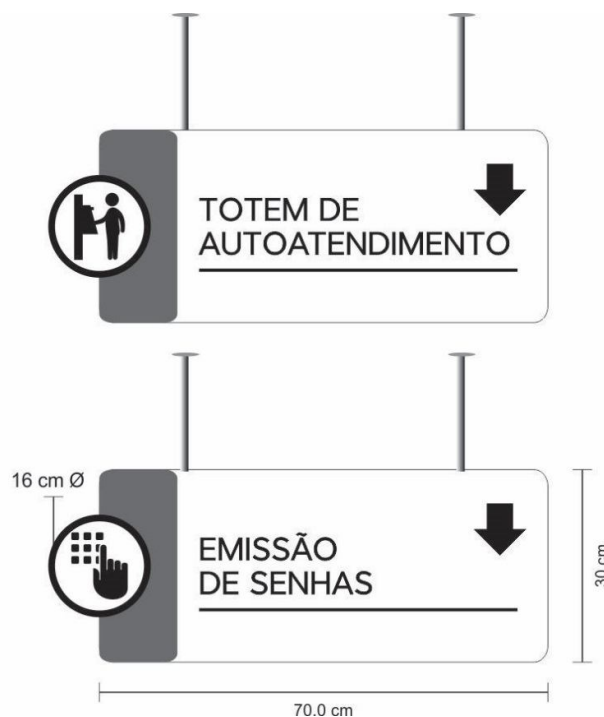 TOTEM DE
AUTOATENDIMENTO
16 cm Ø
EMISSÃO
DE SENHAS
30 cm
70.0 cm